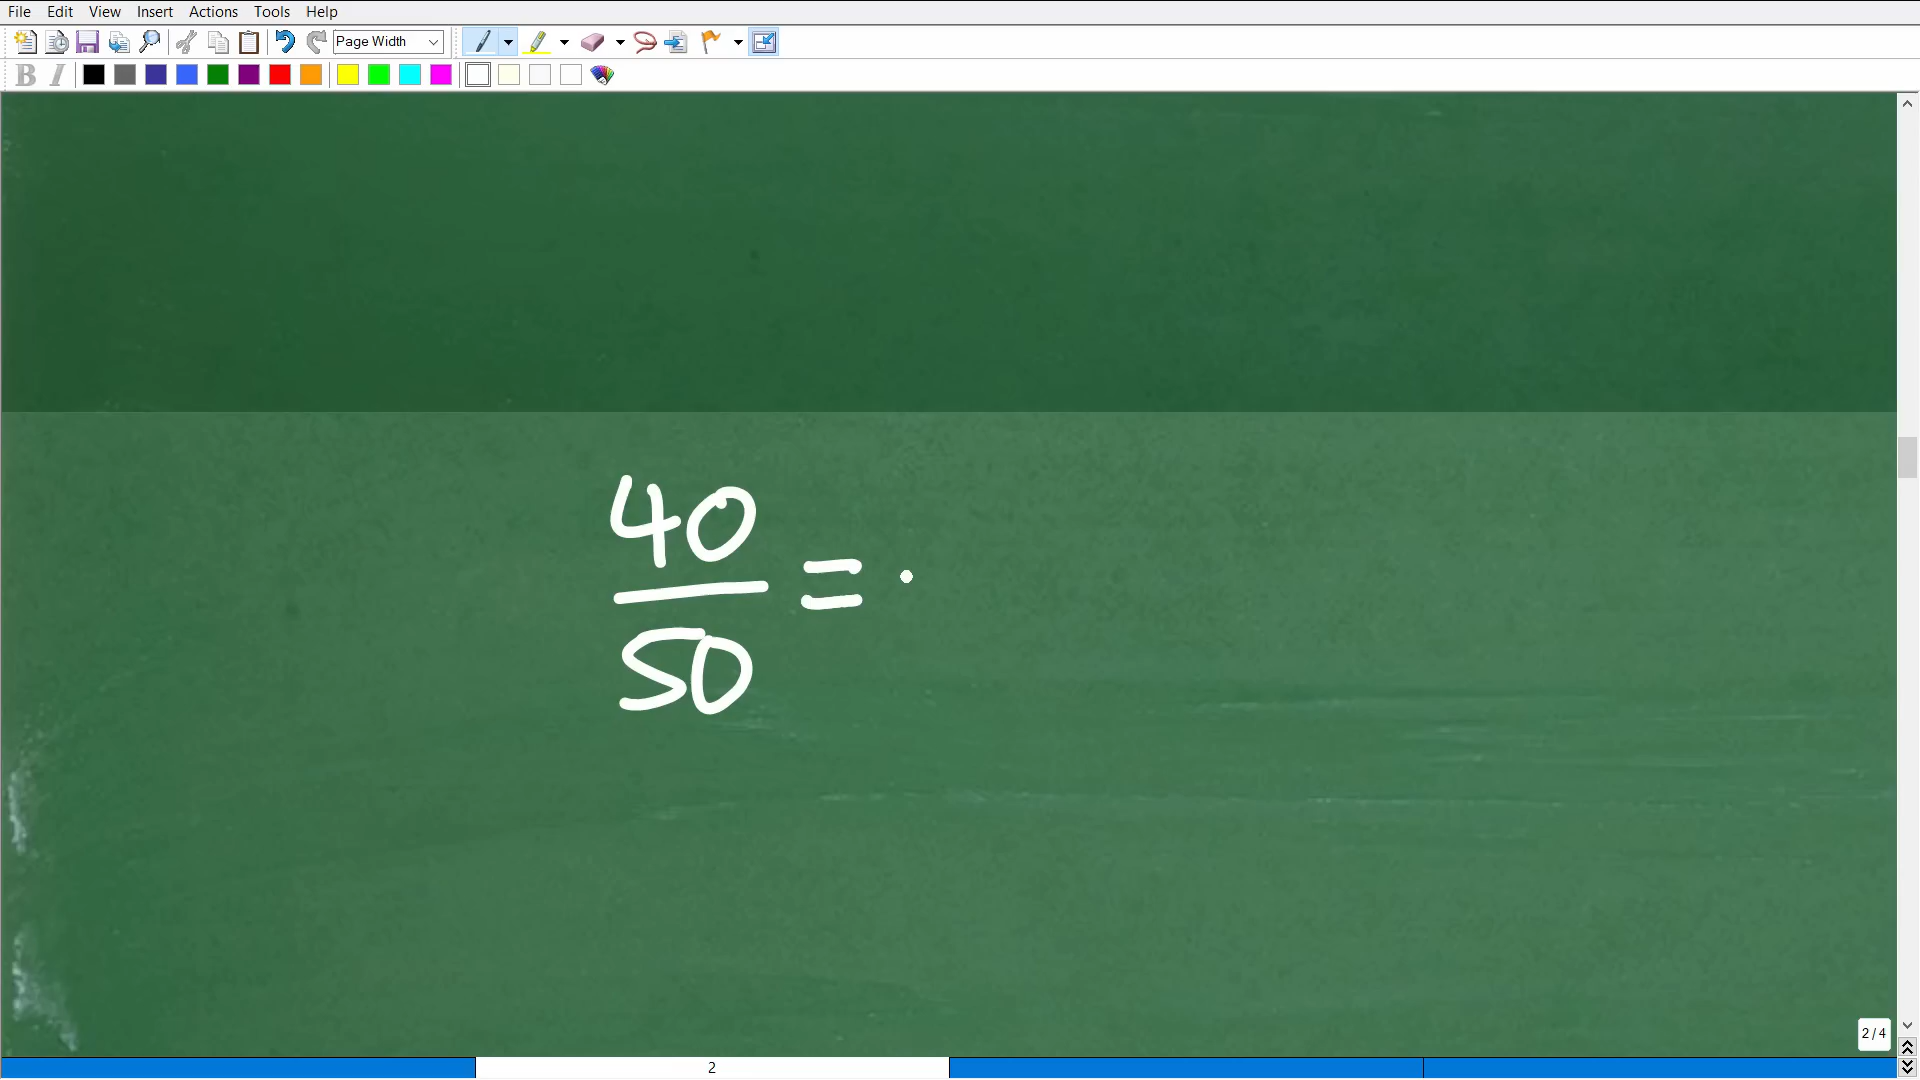 File Edit View Insert Actions Tools Help
Page Width
B I
40
50
=
2 / 4
2